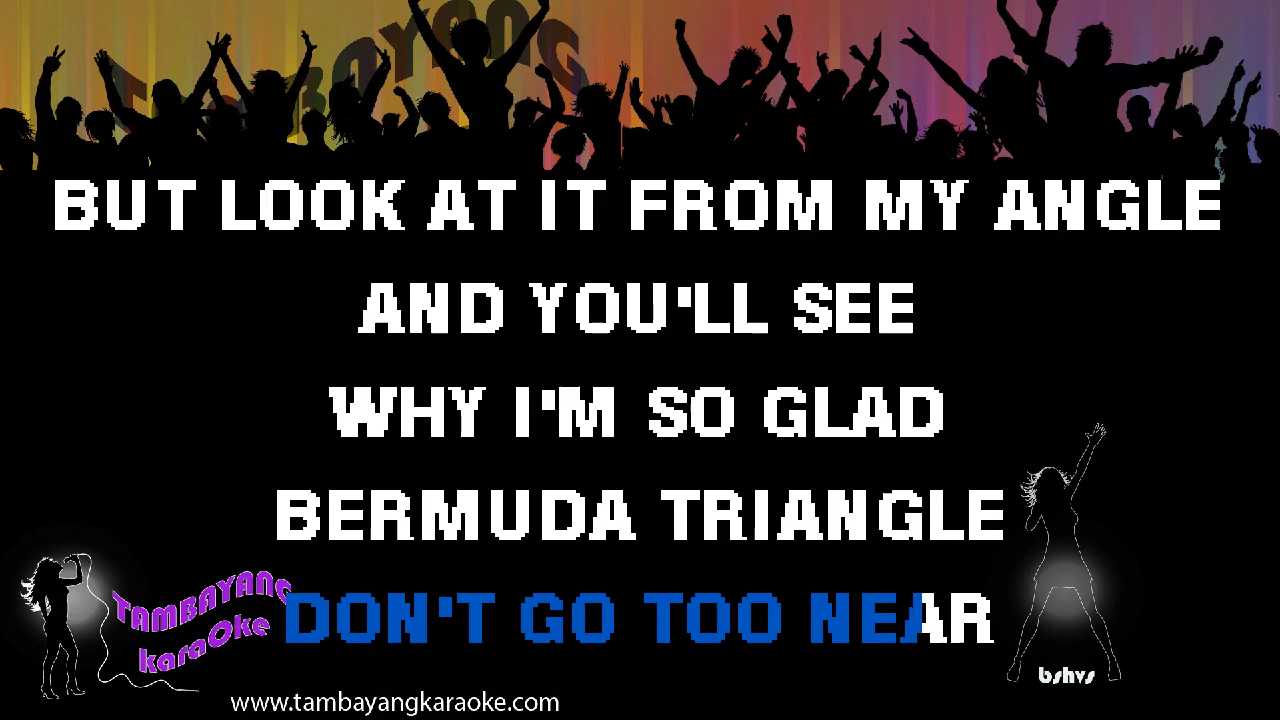 TAMBAYANG
BUT LOOK AT IT FROM MY ANGLE
AND YOU'LL SEE
WHY I'M SO GLAD
BERMUDA TRIANGLE
DON'T GO TOO NEAR
TAMBAYANG
karaOke
bshvs
www.tambayangkaraoke.com